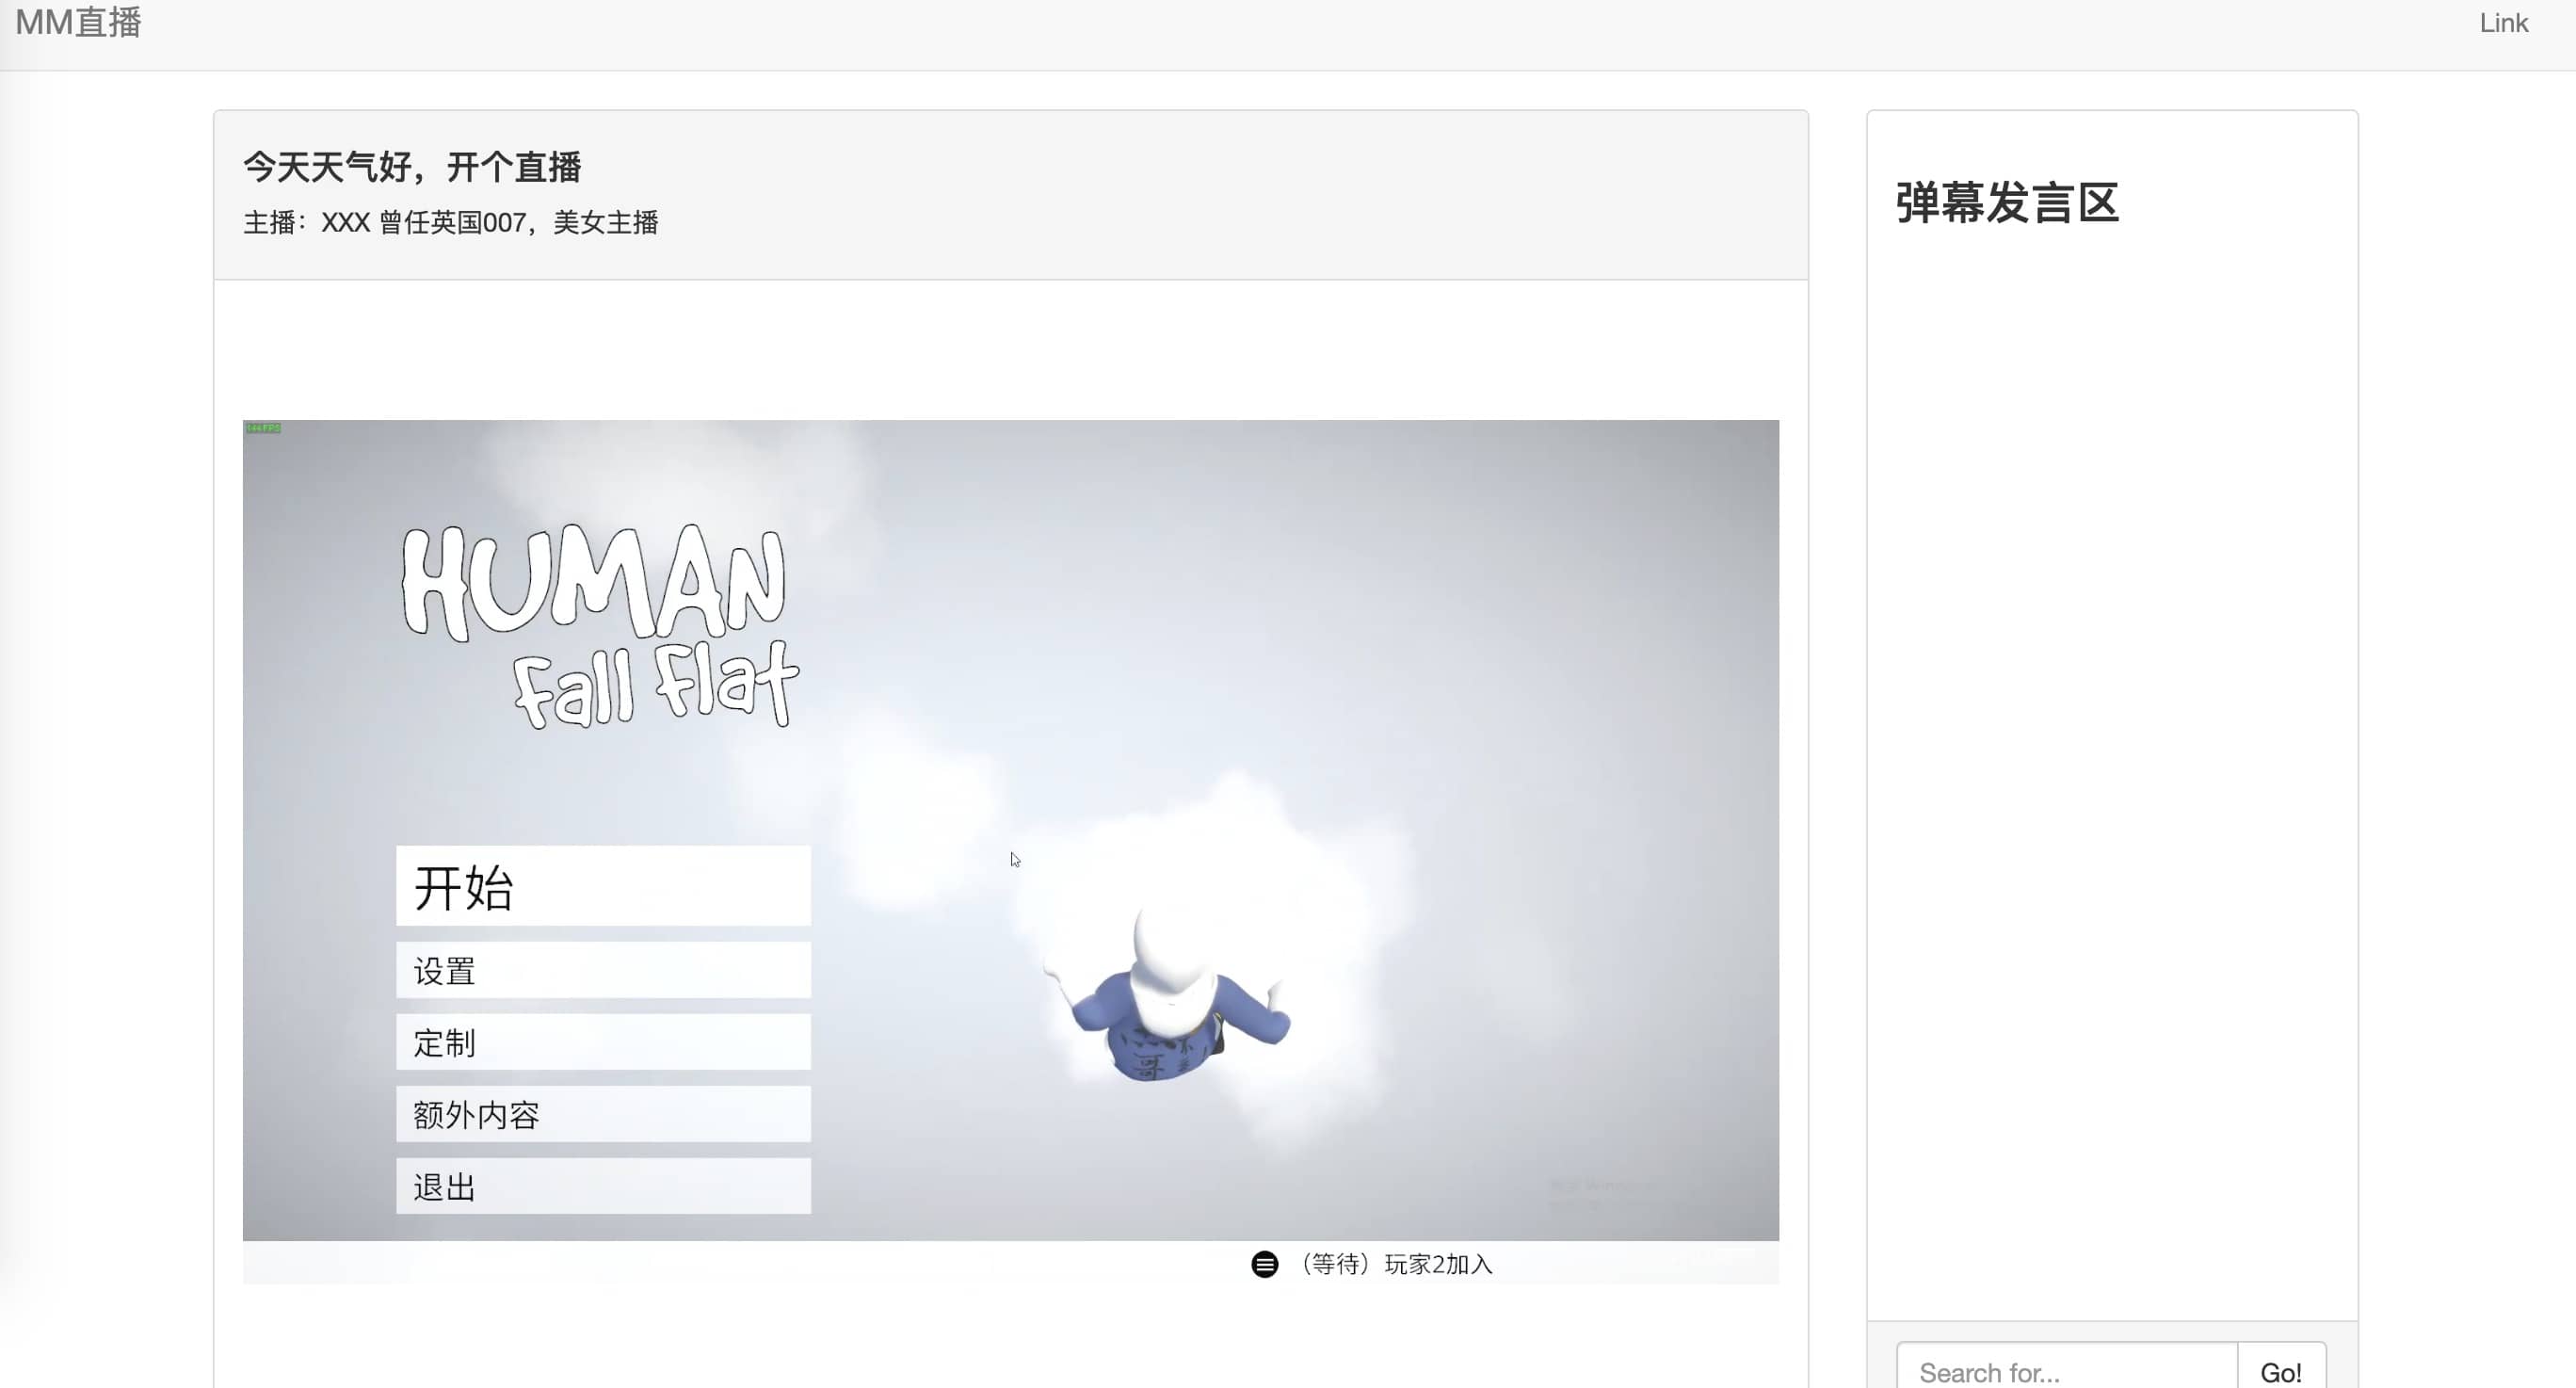 MM直播
Link
今天天气好，开个直播
主播：XXX 曾任英国007，美女主播
弹幕发言区
HUMAN
fall flat
开始
设置
定制
额外内容
退出
（等待）玩家2加入
Search for...
Go!